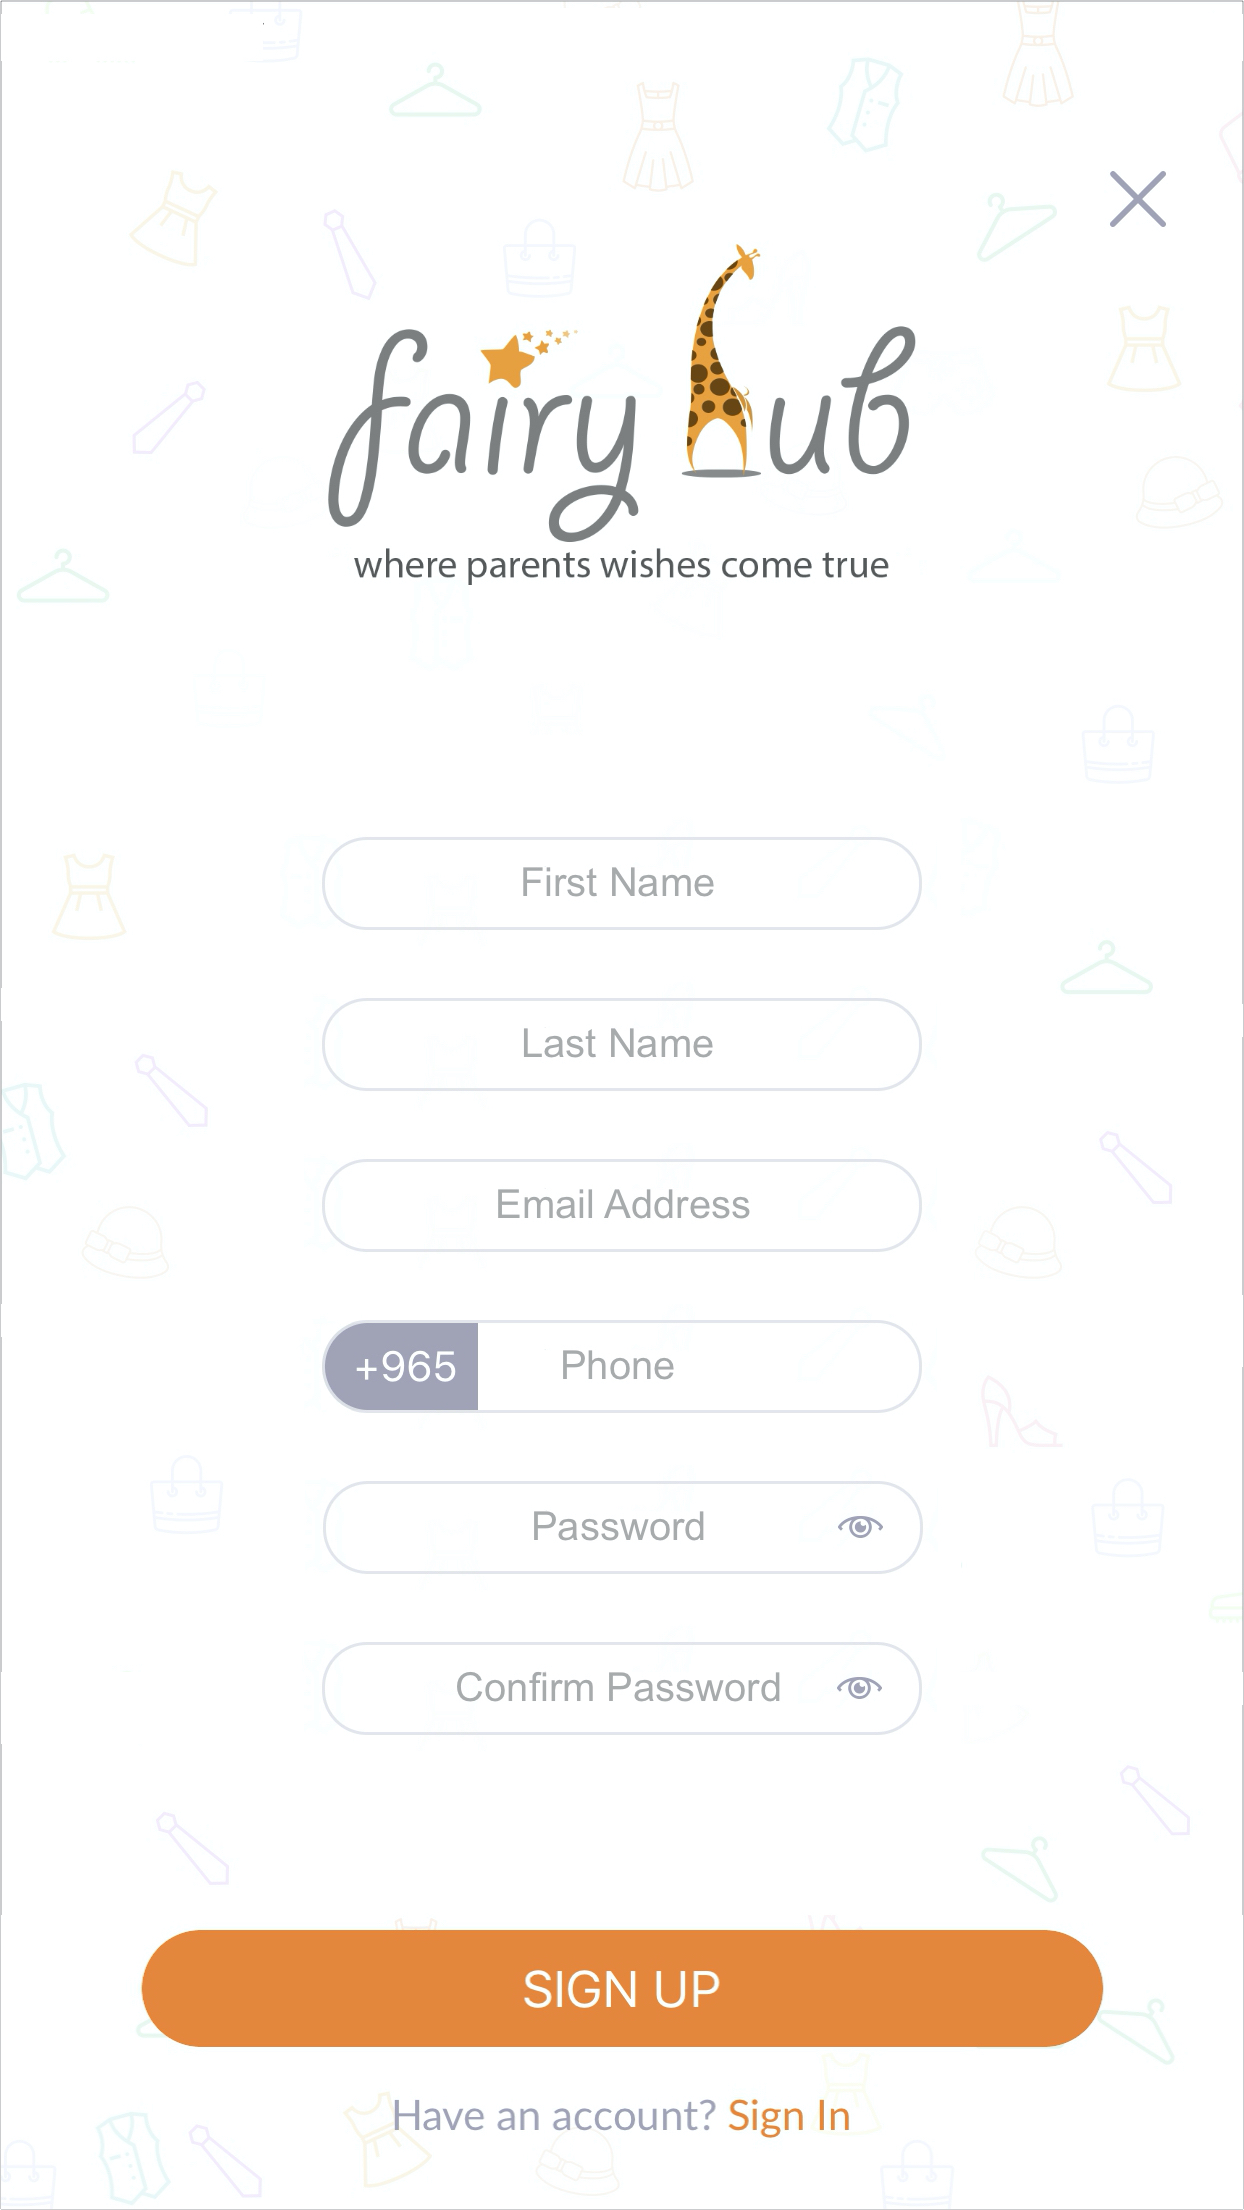 fairy hub
where parents wishes come true
First Name
Last Name
Email Address
+965 Phone
Password
Confirm Password
SIGN UP
Have an account? Sign In